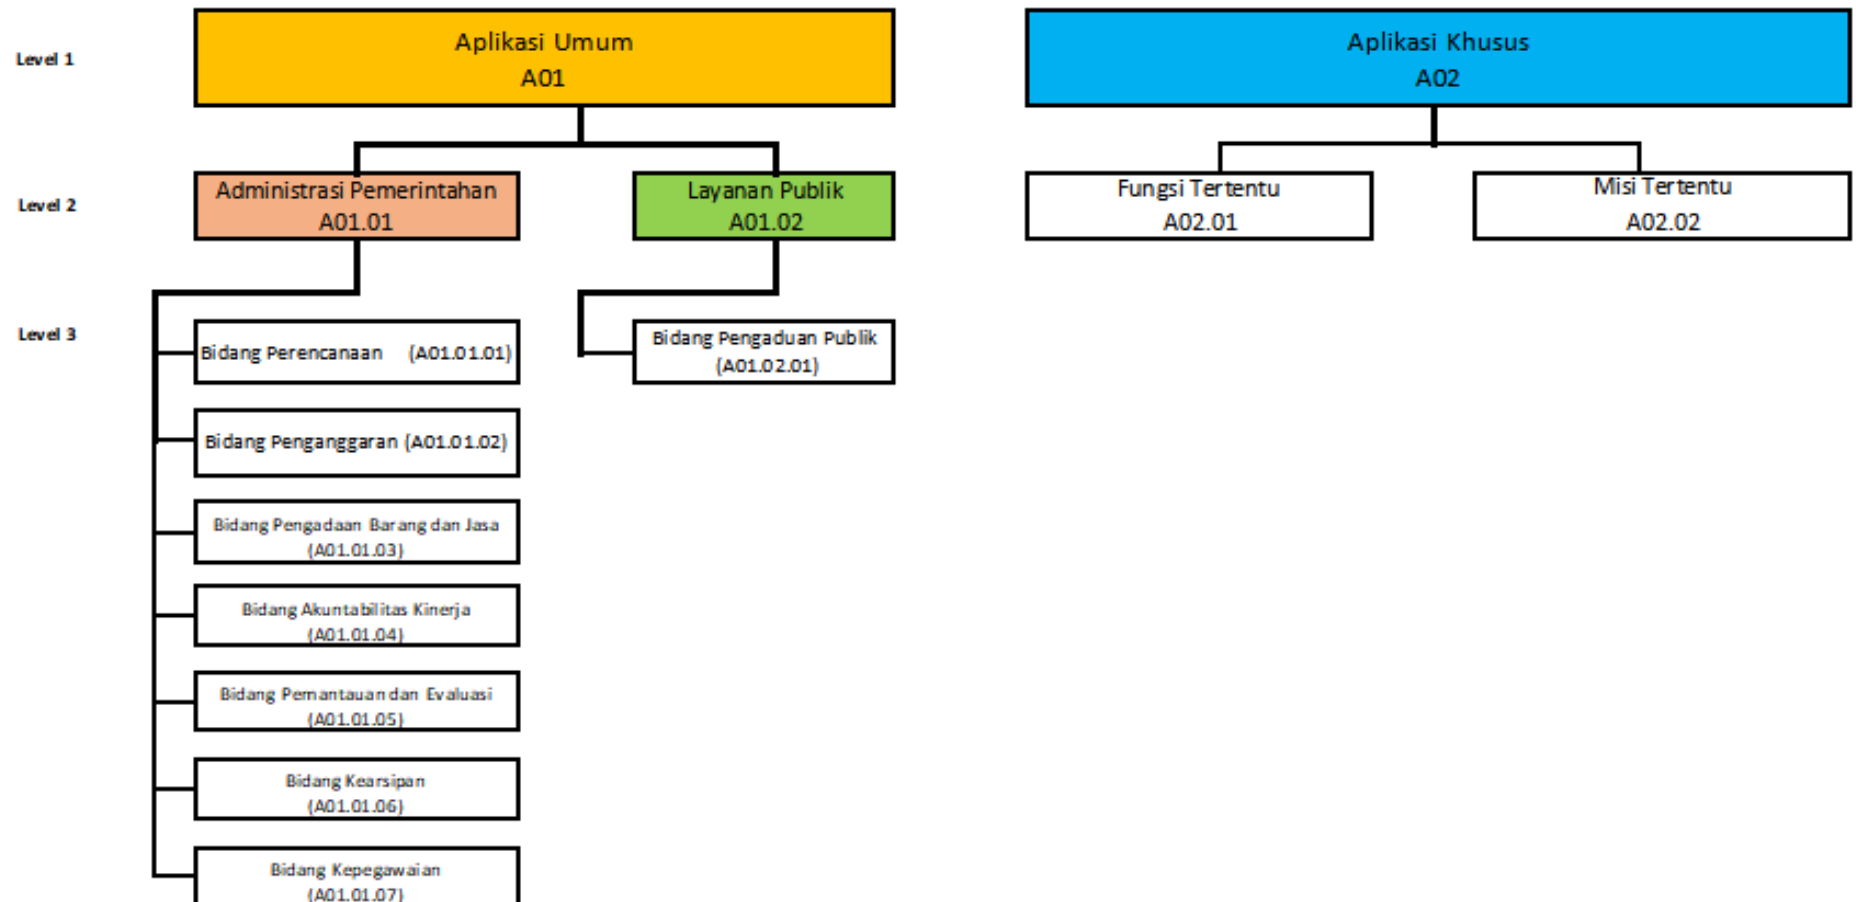 Level 1
Aplikasi Umum
A01
Aplikasi Khusus
A02
Level 2
Administrasi Pemerintahan
A01.01
Layanan Publik
A01.02
Fungsi Tertentu
A02.01
Misi Tertentu
A02.02
Level 3
Bidang Perencanaan (A01.01.01)
Bidang Pengaduan Publik
(A01.02.01)
Bidang Penganggaran (A01.01.02)
Bidang Pengadaan Barang dan Jasa
(A01.01.03)
Bidang Akuntabilitas Kinerja
(A01.01.04)
Bidang Pemantauan dan Evaluasi
(A01.01.05)
Bidang Kearsipan
(A01.01.06)
Bidang Kepegawaian
(A01.01.07)